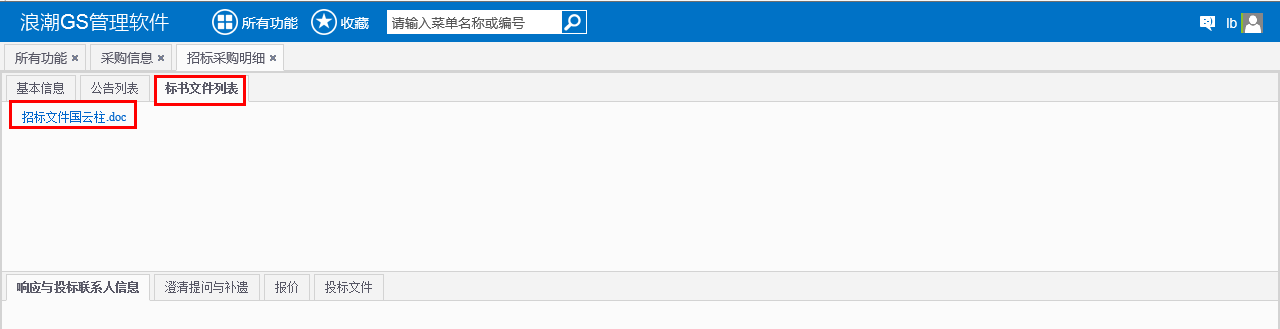 浪潮GS管理软件 所有功能 收藏 请输入菜单名称或编号 lb
所有功能 采购信息 招标采购明细
基本信息 公告列表 标书文件列表
招标文件国云柱.doc
响应与投标联系人信息 澄清提问与补遗 报价 投标文件